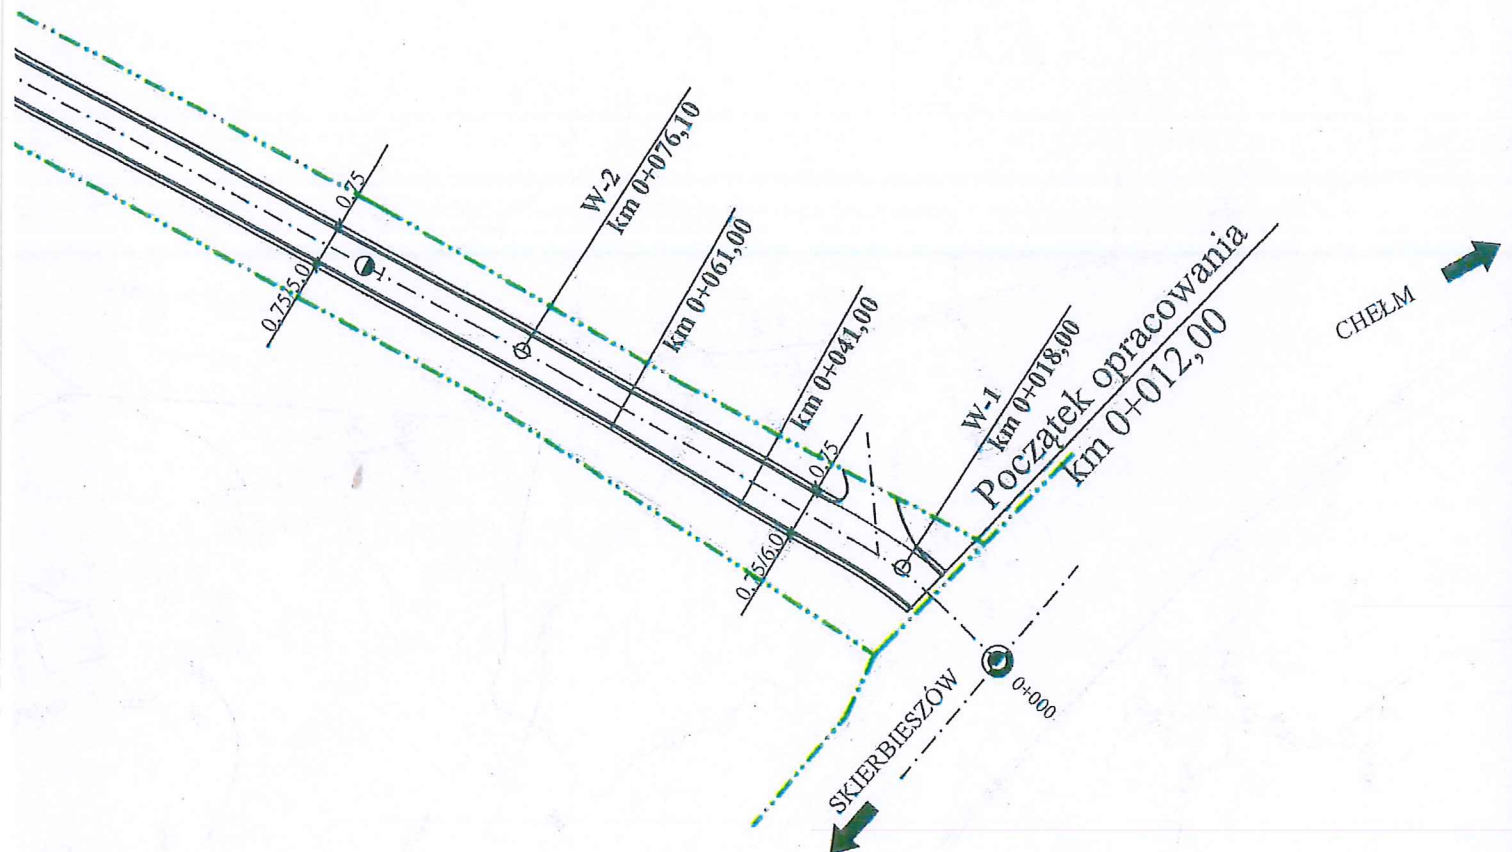 0.75
0.75/5.0
W-2
km 0+076,10
km 0+061,00
km 0+041,00
0.75
0.75/6.0
W-1
km 0+018,00
Początek opracowania
km 0+012,00
CHEŁM
SKIERBIESZÓW
0+000